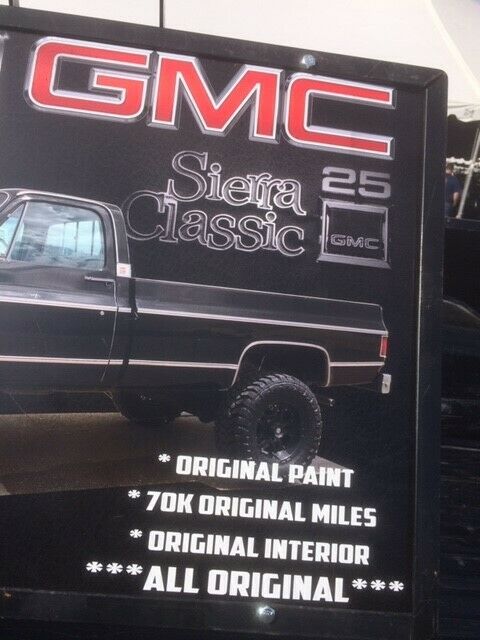 GMC
Sierra
Classic
25
GMC
* ORIGINAL PAINT
* 70K ORIGINAL MILES
* ORIGINAL INTERIOR
***ALL ORIGINAL***